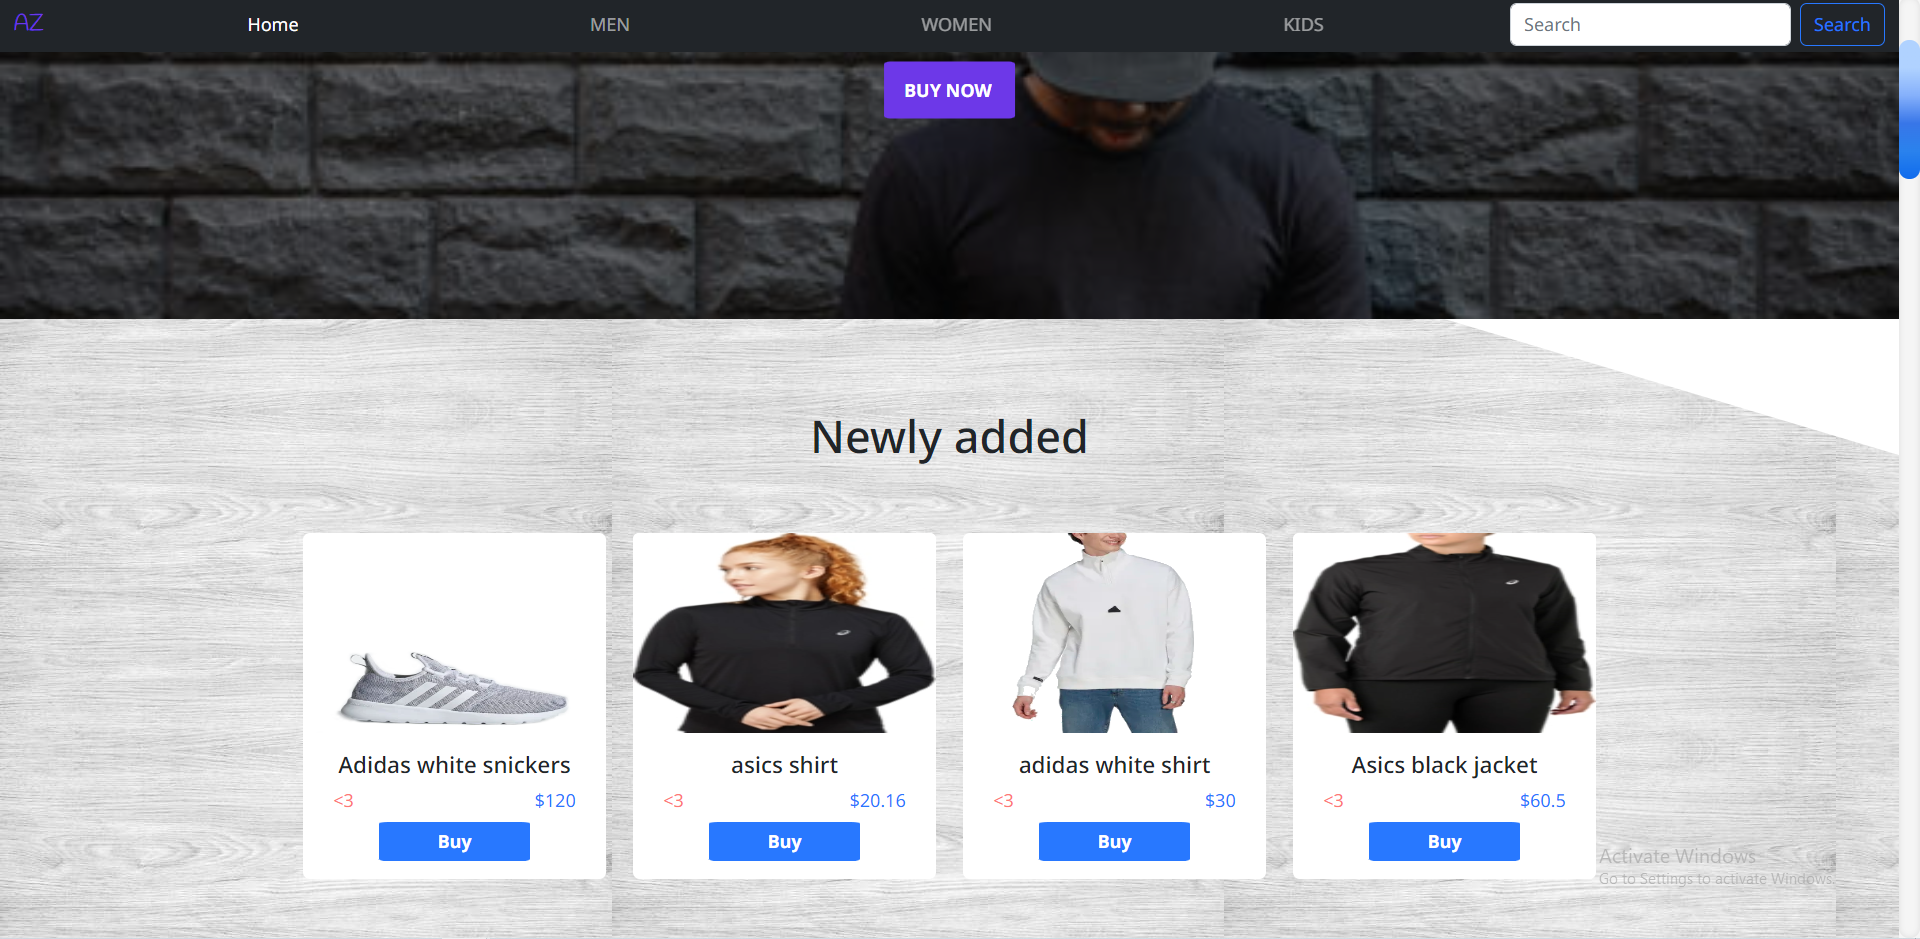 AZ
Home
MEN
WOMEN
KIDS
Search
Search
BUY NOW
Newly added
Adidas white snickers
<3
$120
Buy
asics shirt
<3
$20.16
Buy
adidas white shirt
<3
$30
Buy
Asics black jacket
<3
$60.5
Buy
Activate Windows
Go to Settings to activate Windows.